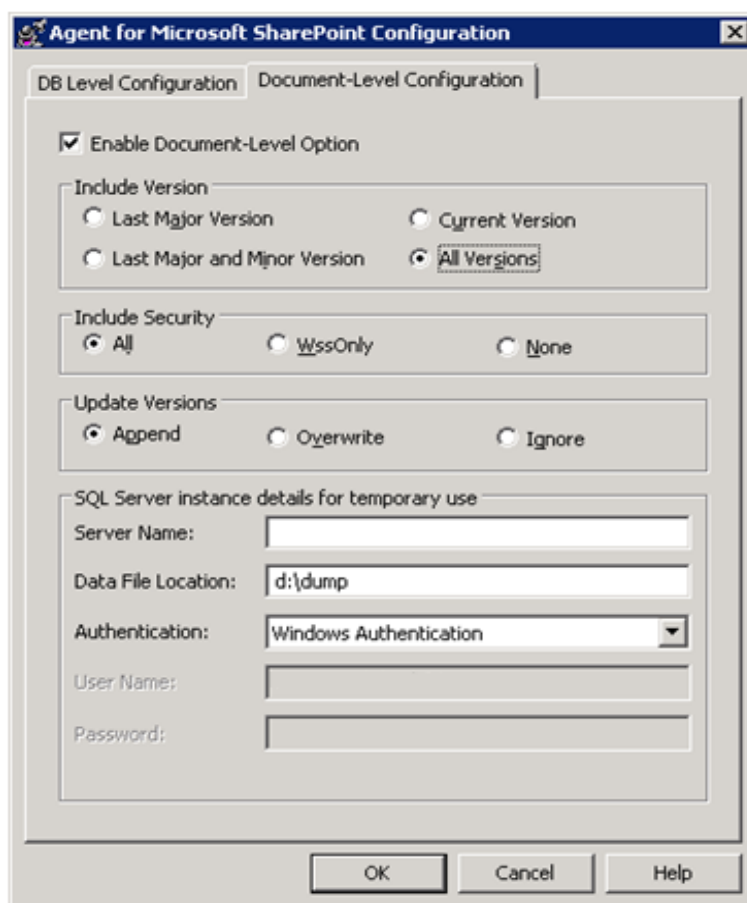 Agent for Microsoft SharePoint Configuration
DB Level Configuration Document-Level Configuration
Enable Document-Level Option
Include Version
Last Major Version Current Version
Last Major and Minor Version All Versions
Include Security
All WssOnly None
Update Versions
Append Overwrite Ignore
SQL Server instance details for temporary use
Server Name:
Data File Location: d:\dump
Authentication: Windows Authentication
User Name:
Password:
OK Cancel Help